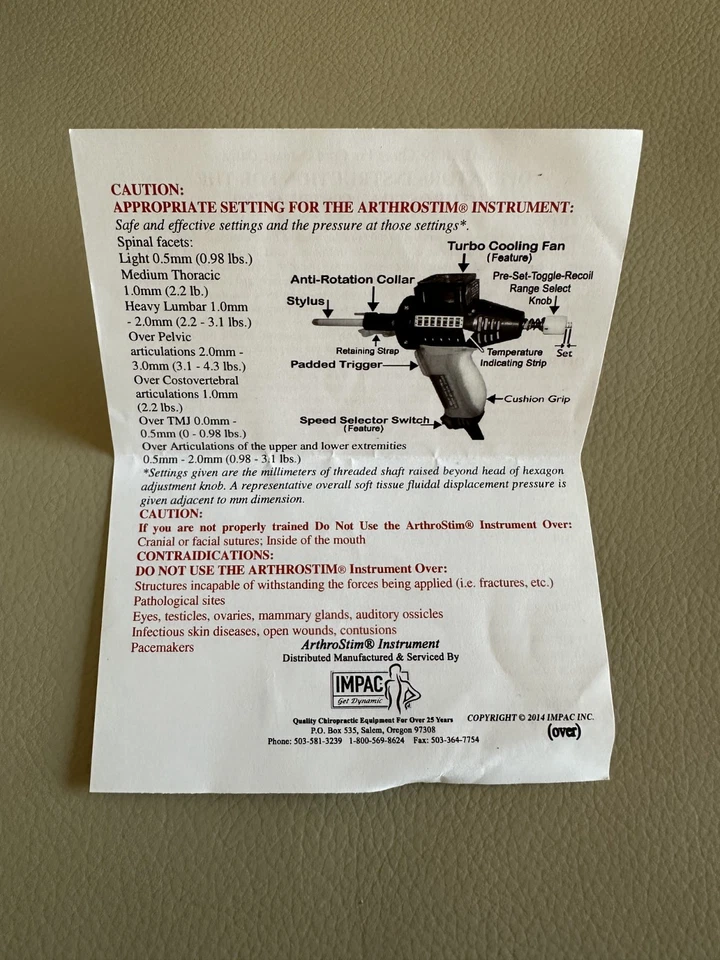 CAUTION:
APPROPRIATE SETTING FOR THE ARTHROSTIM® INSTRUMENT:
Safe and effective settings and the pressure at those settings*.
Spinal facets:
Light 0.5mm (0.98 lbs.)
Medium Thoracic
1.0mm (2.2 lb.)
Heavy Lumbar 1.0mm
- 2.0mm (2.2 - 3.1 lbs.)
Over Pelvic
articulations 2.0mm -
3.0mm (3.1 - 4.3 lbs.)
Over Costovertebral
articulations 1.0mm
(2.2 lbs.)
Over TMJ 0.0mm -
0.5mm (0 - 0.98 lbs.)
Over Articulations of the upper and lower extremities
0.5mm - 2.0mm (0.98 - 3.1 lbs.)
Turbo Cooling Fan
(Feature)
Anti-Rotation Collar
Pre-Set-Toggle-Recoil
Range Select
Knob
Stylus
Set
Retaining Strap
Temperature
Indicating Strip
Padded Trigger
Cushion Grip
Speed Selector Switch
(Feature)
*Settings given are the millimeters of threaded shaft raised beyond head of hexagon
adjustment knob. A representative overall soft tissue fluidal displacement pressure is
given adjacent to mm dimension.
CAUTION:
If you are not properly trained Do Not Use the ArthroStim® Instrument Over:
Cranial or facial sutures; Inside of the mouth
CONTRAIDICATIONS:
DO NOT USE THE ARTHROSTIM® Instrument Over:
Structures incapable of withstanding the forces being applied (i.e. fractures, etc.)
Pathological sites
Eyes, testicles, ovaries, mammary glands, auditory ossicles
Infectious skin diseases, open wounds, contusions
Pacemakers
ArthroStim® Instrument
Distributed Manufactured & Serviced By
IMPAC
Get Dynamic
Quality Chiropractic Equipment For Over 25 Years
COPYRIGHT © 2014 IMPAC INC.
P.O. Box 535, Salem, Oregon 97308
(over)
Phone: 503-581-3239 1-800-569-8624 Fax: 503-364-7754